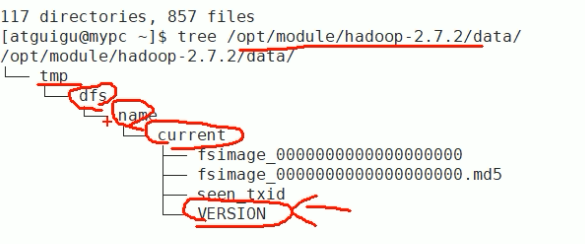 117 directories, 857 files
[atguigu@mypc ~]$ tree /opt/module/hadoop-2.7.2/data/
/opt/module/hadoop-2.7.2/data/
└── tmp
    └── dfs
        └── name
            └── current
                ├── fsimage_0000000000000000000
                ├── fsimage_0000000000000000000.md5
                ├── seen_txid
                └── VERSION